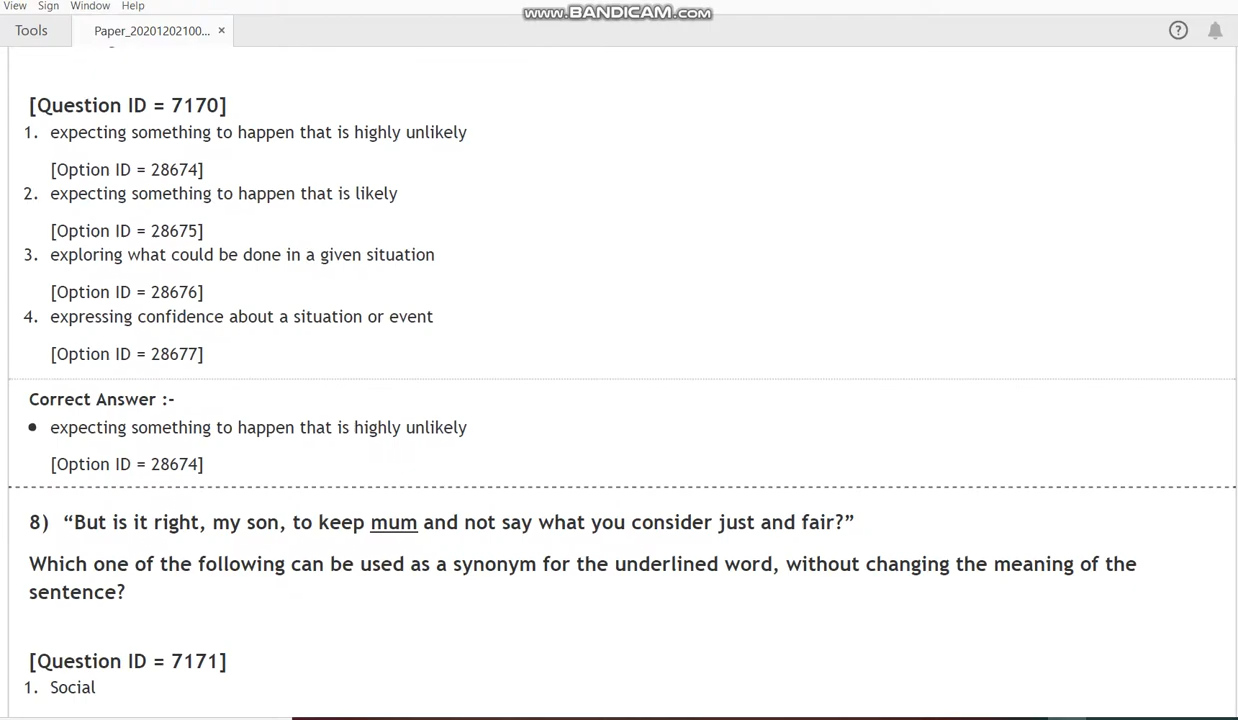 View Sign Window Help
www.BANDICAM.com
Tools Paper_20201202100... ×
[Question ID = 7170]
1. expecting something to happen that is highly unlikely
[Option ID = 28674]
2. expecting something to happen that is likely
[Option ID = 28675]
3. exploring what could be done in a given situation
[Option ID = 28676]
4. expressing confidence about a situation or event
[Option ID = 28677]
Correct Answer :-
• expecting something to happen that is highly unlikely
[Option ID = 28674]
8) “But is it right, my son, to keep mum and not say what you consider just and fair?”
Which one of the following can be used as a synonym for the underlined word, without changing the meaning of the
sentence?
[Question ID = 7171]
1. Social